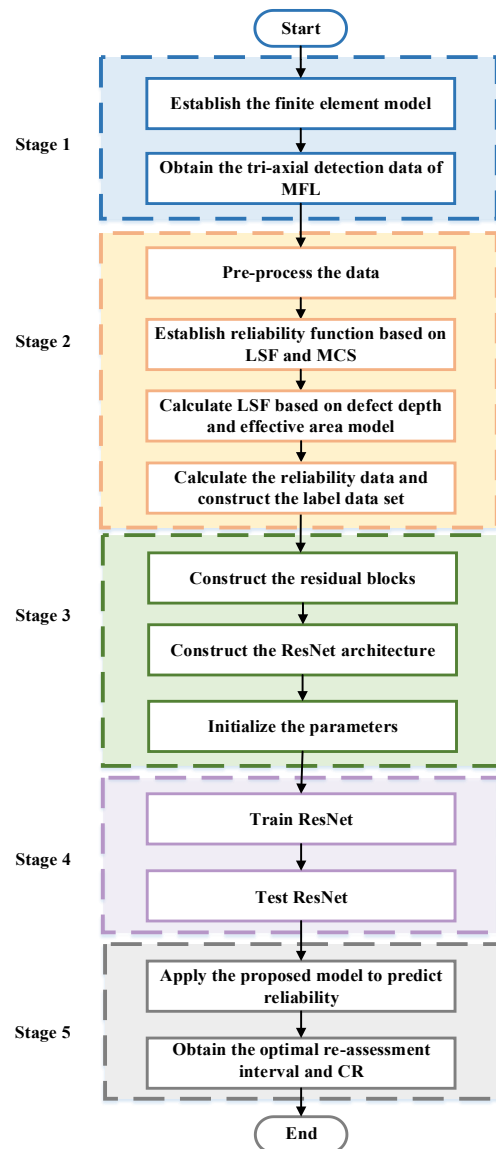 Start
Stage 1
Establish the finite element model
Obtain the tri-axial detection data of
MFL
Stage 2
Pre-process the data
Establish reliability function based on
LSF and MCS
Calculate LSF based on defect depth
and effective area model
Calculate the reliability data and
construct the label data set
Stage 3
Construct the residual blocks
Construct the ResNet architecture
Initialize the parameters
Stage 4
Train ResNet
Test ResNet
Stage 5
Apply the proposed model to predict
reliability
Obtain the optimal re-assessment
interval and CR
End